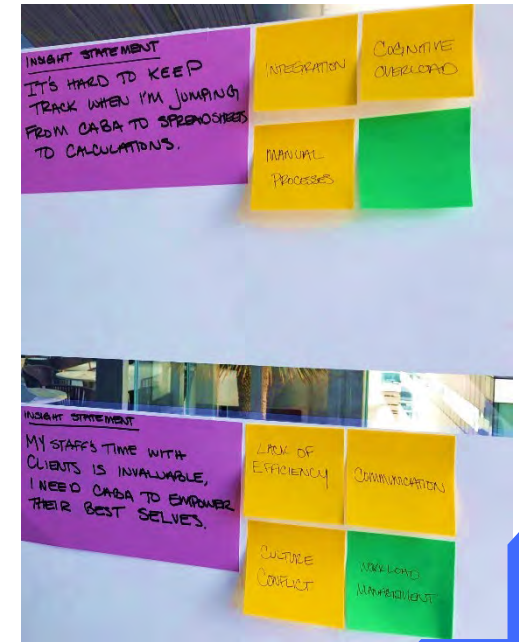 INSIGHT STATEMENT
IT'S HARD TO KEEP
TRACK WHEN I'M JUMPING
FROM CABA TO SPREADSHEETS
TO CALCULATIONS.
INTEGRATION
COGNITIVE
OVERLOAD
MANUAL
PROCESSES
INSIGHT STATEMENT
MY STAFF'S TIME WITH
CLIENTS IS INVALUABLE,
I NEED CABA TO EMPOWER
THEIR BEST SELVES.
LACK OF
EFFICIENCY
COMMUNICATION
CULTURE
CONFLICT
WORKLOAD
MANAGEMENT